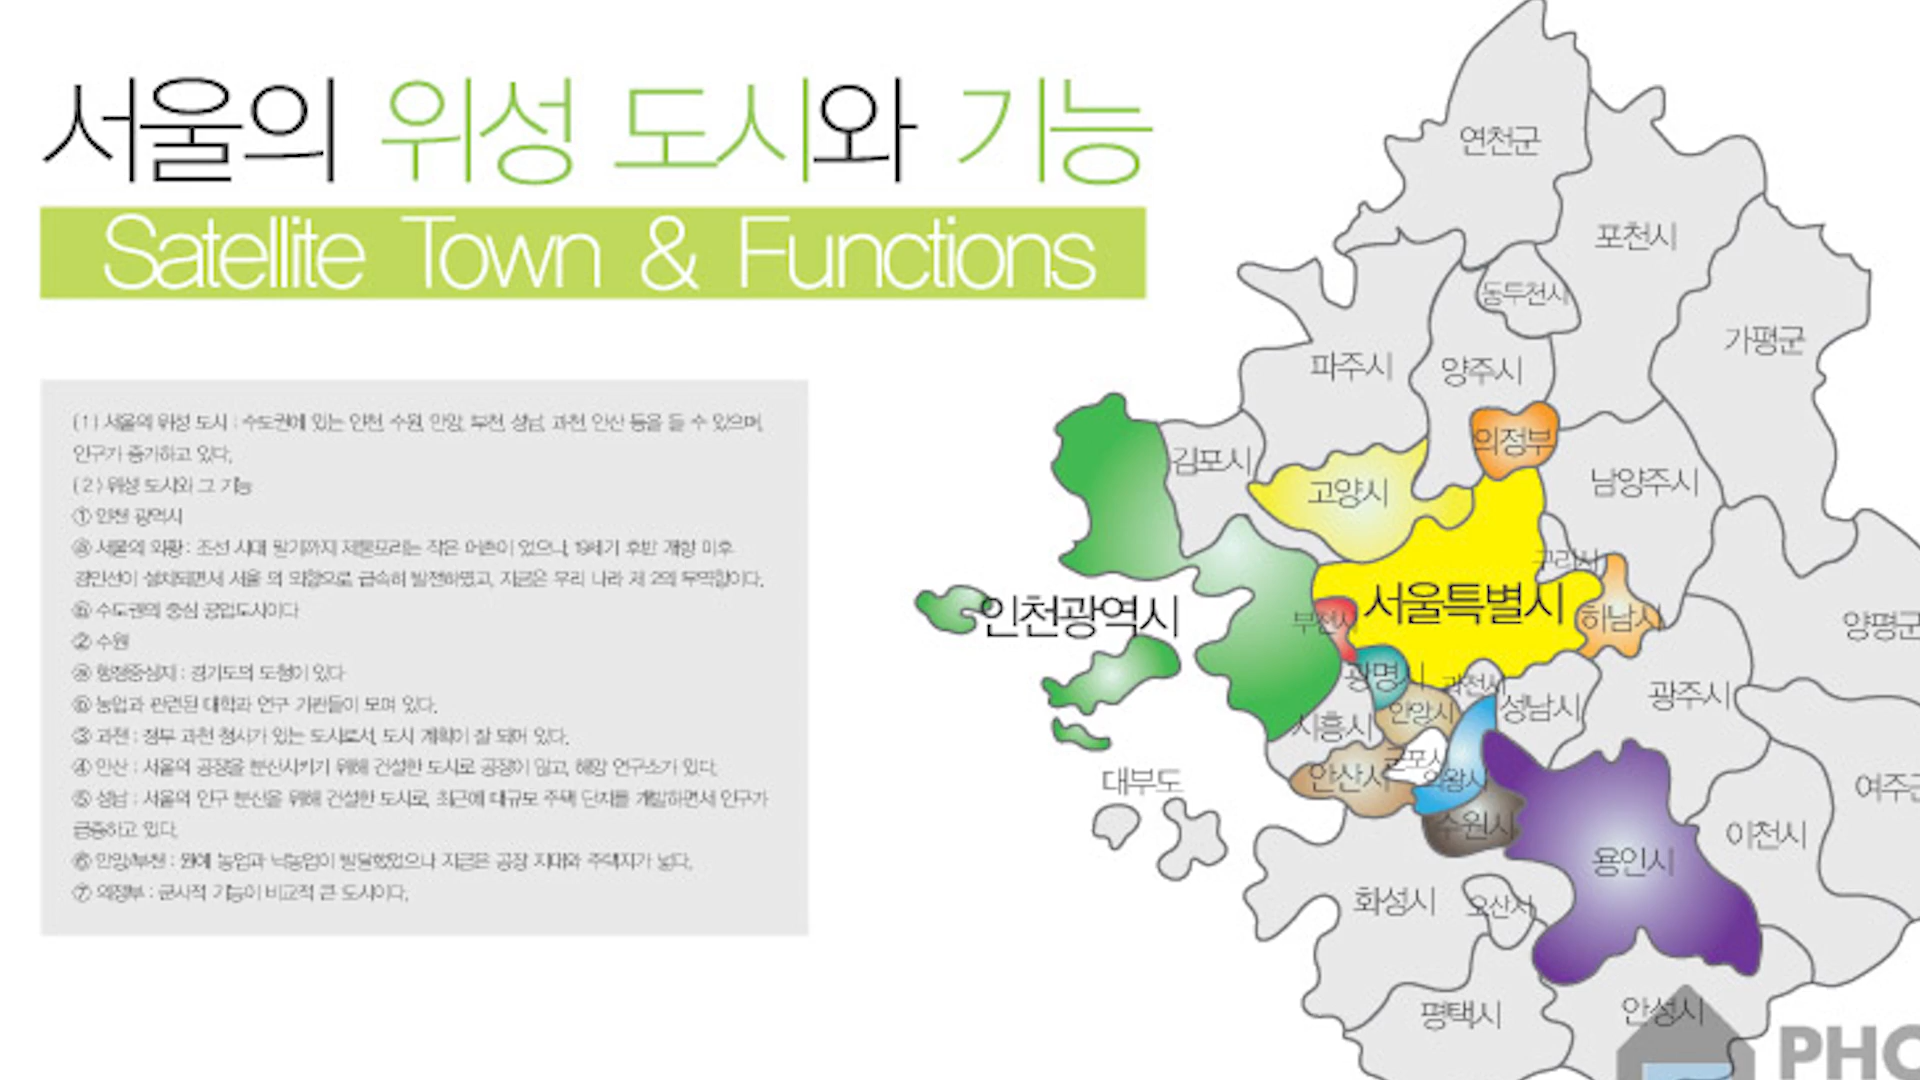 서울의 위성 도시와 기능
Satellite Town & Functions
(1) 서울의 위성 도시 : 수도권에 있는 인천, 수원, 안양, 부천, 성남, 과천, 안산 등을 들 수 있으며,
인구가 증가하고 있다.
(2) 위성 도시와 그 기능
① 인천 광역시
ⓐ 서울의 외항 : 조선 시대 말기까지 제물포라는 작은 어촌이 었으나, 19세기 후반 개항 이후
경인선이 설치되면서 서울 의 외항으로 급속히 발전하였고, 지금은 우리 나라 제 2의 무역항이다.
ⓑ 수도권의 중심 공업도시이다
② 수원
ⓐ 행정중심지 : 경기도의 도청이 있다
ⓑ 농업과 관련된 대학과 연구 기관들이 모여 있다.
③ 과천 : 정부 과천 청사가 있는 도시로서, 도시 계획이 잘 되어 있다.
④ 안산 : 서울의 공장을 분산시키기 위해 건설한 도시로 공장이 많고, 해양 연구소가 있다.
⑤ 성남 : 서울의 인구 분산을 위해 건설한 도시로, 최근에 대규모 주택 단지를 개발하면서 인구가
급증하고 있다.
⑥ 안양/부천 : 원예 농업과 낙농업이 발달했었으나 지금은 공장 지대와 주택지가 넓다.
⑦ 의정부 : 군사적 기능이 비교적 큰 도시이다.
연천군
포천시
동두천시
가평군
파주시
양주시
의정부
김포시
고양시
남양주시
구리시
인천광역시
부천시
서울특별시
하남시
양평군
광명시
과천시
성남시
광주시
안양시
시흥시
군포시
안산시
의왕시
대부도
여주군
수원시
이천시
용인시
화성시
오산시
평택시
안성시
PHO